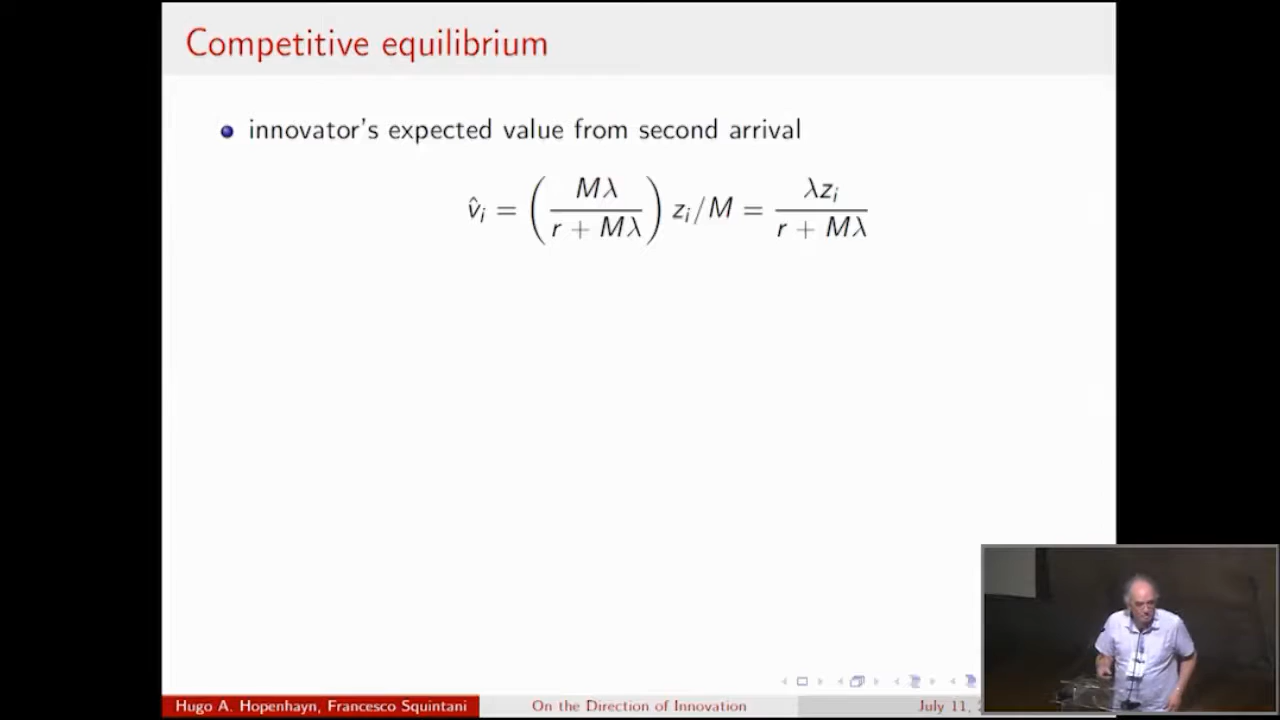 Competitive equilibrium
innovator's expected value from second arrival
v̂ᵢ = (Mλ / (r + Mλ)) zᵢ/M = λzᵢ / (r + Mλ)
Hugo A. Hopenhayn, Francesco Squintani On the Direction of Innovation July 11,